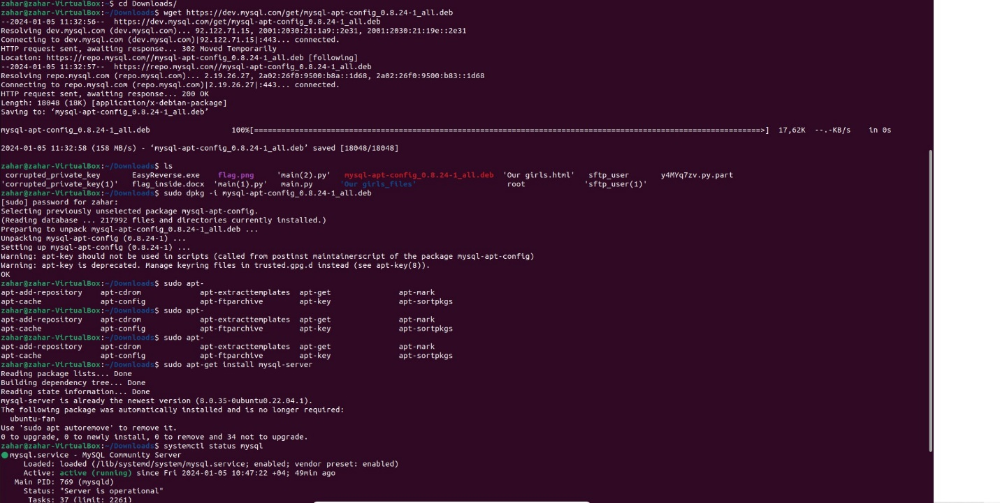 zahar@zahar-VirtualBox:~$ cd Downloads/
zahar@zahar-VirtualBox:~/Downloads$ wget https://dev.mysql.com/get/mysql-apt-config_0.8.24-1_all.deb
--2024-01-05 11:32:56--  https://dev.mysql.com/get/mysql-apt-config_0.8.24-1_all.deb
Resolving dev.mysql.com (dev.mysql.com)... 92.122.71.15, 2001:2030:21:1a9::2e31, 2001:2030:21:19e::2e31
Connecting to dev.mysql.com (dev.mysql.com)|92.122.71.15|:443... connected.
HTTP request sent, awaiting response... 302 Moved Temporarily
Location: https://repo.mysql.com//mysql-apt-config_0.8.24-1_all.deb [following]
--2024-01-05 11:32:57--  https://repo.mysql.com//mysql-apt-config_0.8.24-1_all.deb
Resolving repo.mysql.com (repo.mysql.com)... 2.19.26.27, 2a02:26f0:9500:b8a::1d68, 2a02:26f0:9500:b83::1d68
Connecting to repo.mysql.com (repo.mysql.com)|2.19.26.27|:443... connected.
HTTP request sent, awaiting response... 200 OK
Length: 18048 (18K) [application/x-debian-package]
Saving to: ‘mysql-apt-config_0.8.24-1_all.deb’
mysql-apt-config_0.8.24-1_all.deb 100%[==================================================================================================================>] 17,62K --.-KB/s in 0s
2024-01-05 11:32:58 (158 MB/s) - ‘mysql-apt-config_0.8.24-1_all.deb’ saved [18048/18048]
zahar@zahar-VirtualBox:~/Downloads$ ls
corrupted_private_key EasyReverse.exe flag.png 'main(2).py' mysql-apt-config_0.8.24-1_all.deb 'Our girls.html' sftp_user y4MYq7zv.py.part
'corrupted_private_key(1)' flag_inside.docx 'main(1).py' main.py 'Our girls_files' root 'sftp_user(1)'
zahar@zahar-VirtualBox:~/Downloads$ sudo dpkg -i mysql-apt-config_0.8.24-1_all.deb
[sudo] password for zahar:
Selecting previously unselected package mysql-apt-config.
(Reading database ... 217992 files and directories currently installed.)
Preparing to unpack mysql-apt-config_0.8.24-1_all.deb ...
Unpacking mysql-apt-config (0.8.24-1) ...
Setting up mysql-apt-config (0.8.24-1) ...
Warning: apt-key should not be used in scripts (called from postinst maintainerscript of the package mysql-apt-config)
Warning: apt-key is deprecated. Manage keyring files in trusted.gpg.d instead (see apt-key(8)).
OK
zahar@zahar-VirtualBox:~/Downloads$ sudo apt-
apt-add-repository apt-cdrom apt-extracttemplates apt-get apt-mark
apt-cache apt-config apt-ftparchive apt-key apt-sortpkgs
zahar@zahar-VirtualBox:~/Downloads$ sudo apt-
apt-add-repository apt-cdrom apt-extracttemplates apt-get apt-mark
apt-cache apt-config apt-ftparchive apt-key apt-sortpkgs
zahar@zahar-VirtualBox:~/Downloads$ sudo apt-
apt-add-repository apt-cdrom apt-extracttemplates apt-get apt-mark
apt-cache apt-config apt-ftparchive apt-key apt-sortpkgs
zahar@zahar-VirtualBox:~/Downloads$ sudo apt-get install mysql-server
Reading package lists... Done
Building dependency tree... Done
Reading state information... Done
mysql-server is already the newest version (8.0.35-0ubuntu0.22.04.1).
The following package was automatically installed and is no longer required:
ubuntu-fan
Use 'sudo apt autoremove' to remove it.
0 to upgrade, 0 to newly install, 0 to remove and 34 not to upgrade.
zahar@zahar-VirtualBox:~/Downloads$ systemctl status mysql
mysql.service - MySQL Community Server
Loaded: loaded (/lib/systemd/system/mysql.service; enabled; vendor preset: enabled)
Active: active (running) since Fri 2024-01-05 10:47:22 +04; 49min ago
Main PID: 769 (mysqld)
Status: "Server is operational"
Tasks: 37 (limit: 2261)